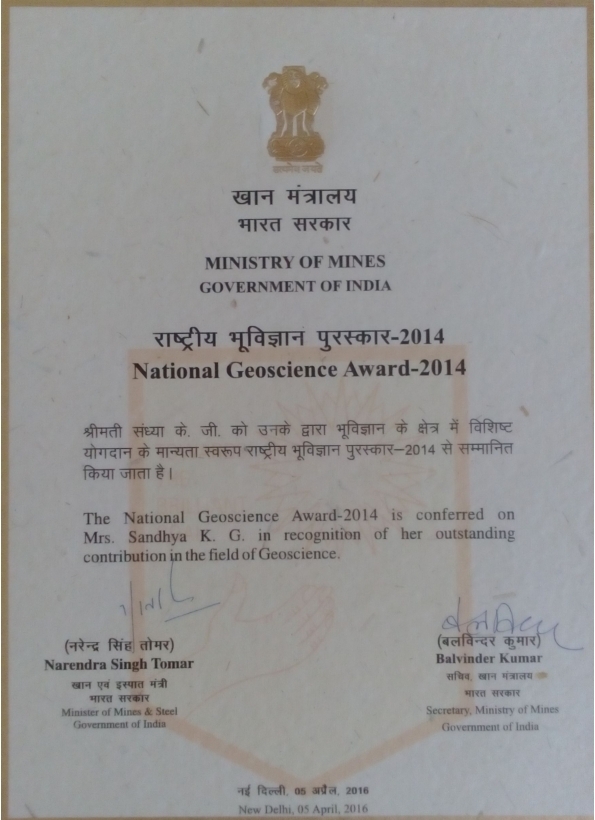 सत्यमेव जयते
खान मंत्रालय
भारत सरकार
MINISTRY OF MINES
GOVERNMENT OF INDIA
राष्ट्रीय भूविज्ञान पुरस्कार-2014
National Geoscience Award-2014
श्रीमती संध्या के. जी. को उनके द्वारा भूविज्ञान के क्षेत्र में विशिष्ट
योगदान के मान्यता स्वरूप राष्ट्रीय भूविज्ञान पुरस्कार–2014 से सम्मानित
किया जाता है।
The National Geoscience Award-2014 is conferred on
Mrs. Sandhya K. G. in recognition of her outstanding
contribution in the field of Geoscience.
(नरेन्द्र सिंह तोमर)
Narendra Singh Tomar
खान एवं इस्पात मंत्री
भारत सरकार
Minister of Mines & Steel
Government of India
(बलविन्दर कुमार)
Balvinder Kumar
सचिव, खान मंत्रालय
भारत सरकार
Secretary, Ministry of Mines
Government of India
नई दिल्ली, 05 अप्रैल, 2016
New Delhi, 05 April, 2016